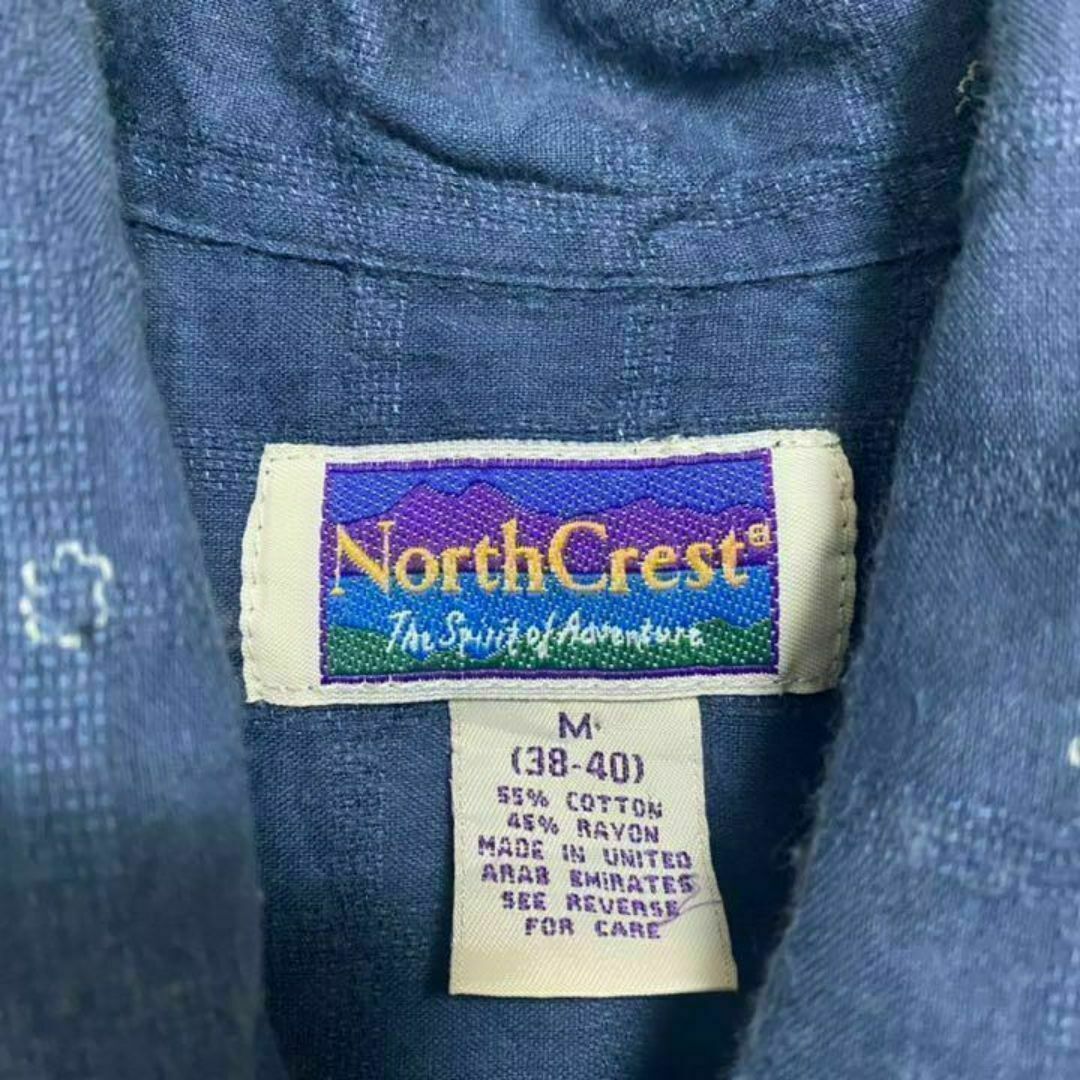 NorthCrest®
The Spirit of Adventure
M
(38-40)
55% COTTON
45% RAYON
MADE IN UNITED
ARAB EMIRATES
SEE REVERSE
FOR CARE